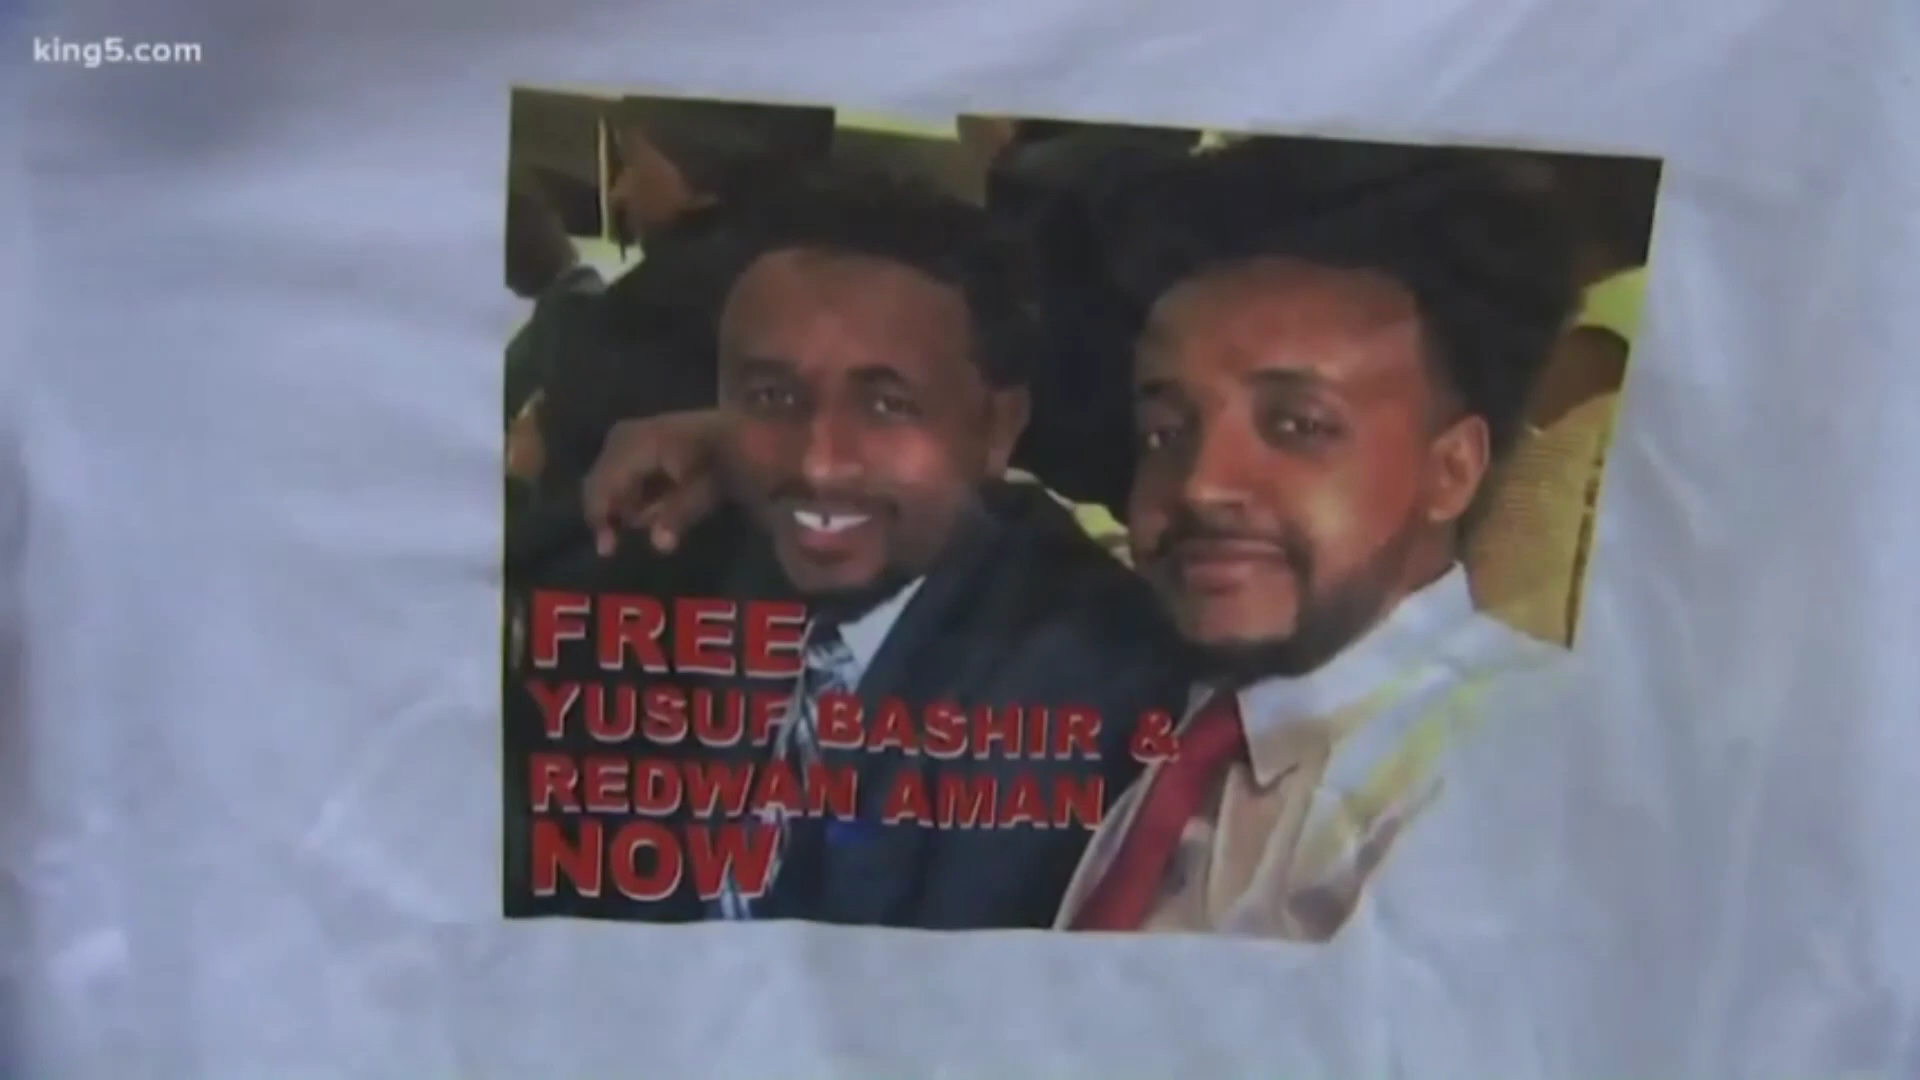 king5.com
FREE
YUSUF BASHIR &
REDWAN AMAN
NOW